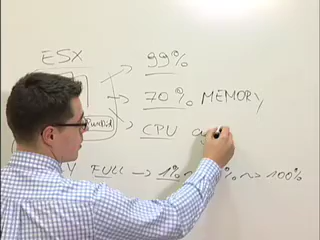 ESX
99%
70% MEMORY
CPU
FULL → 1% ~ % ~> 100%